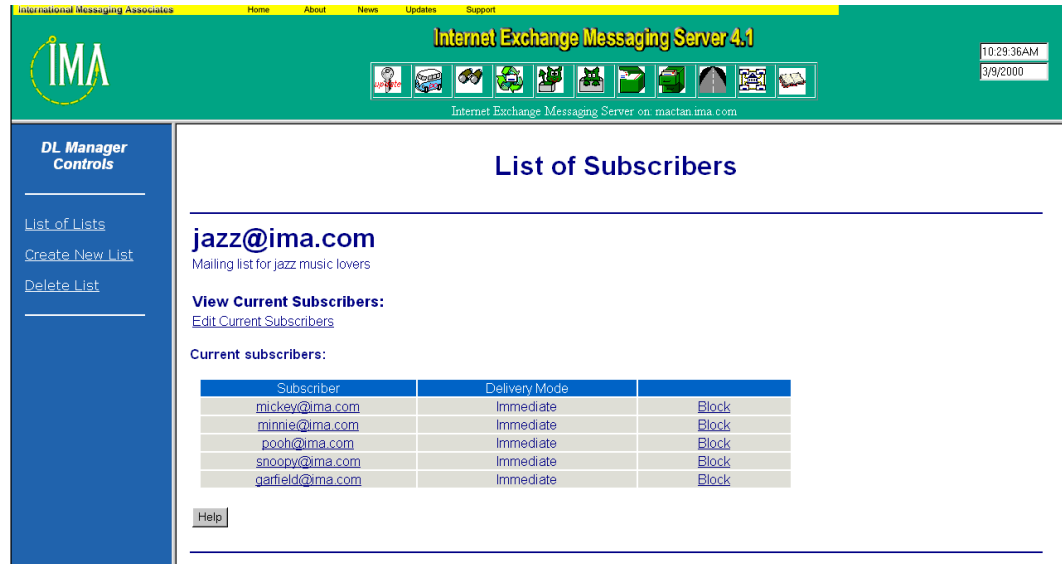 International Messaging Associates Home About News Updates Support
IMA
Internet Exchange Messaging Server 4.1
update
Internet Exchange Messaging Server on: mactan.ima.com
10:29:36AM
3/9/2000
DL Manager
Controls
List of Lists
Create New List
Delete List
List of Subscribers
jazz@ima.com
Mailing list for jazz music lovers
View Current Subscribers:
Edit Current Subscribers
Current subscribers:
Subscriber Delivery Mode
mickey@ima.com Immediate Block
minnie@ima.com Immediate Block
pooh@ima.com Immediate Block
snoopy@ima.com Immediate Block
garfield@ima.com Immediate Block
Help